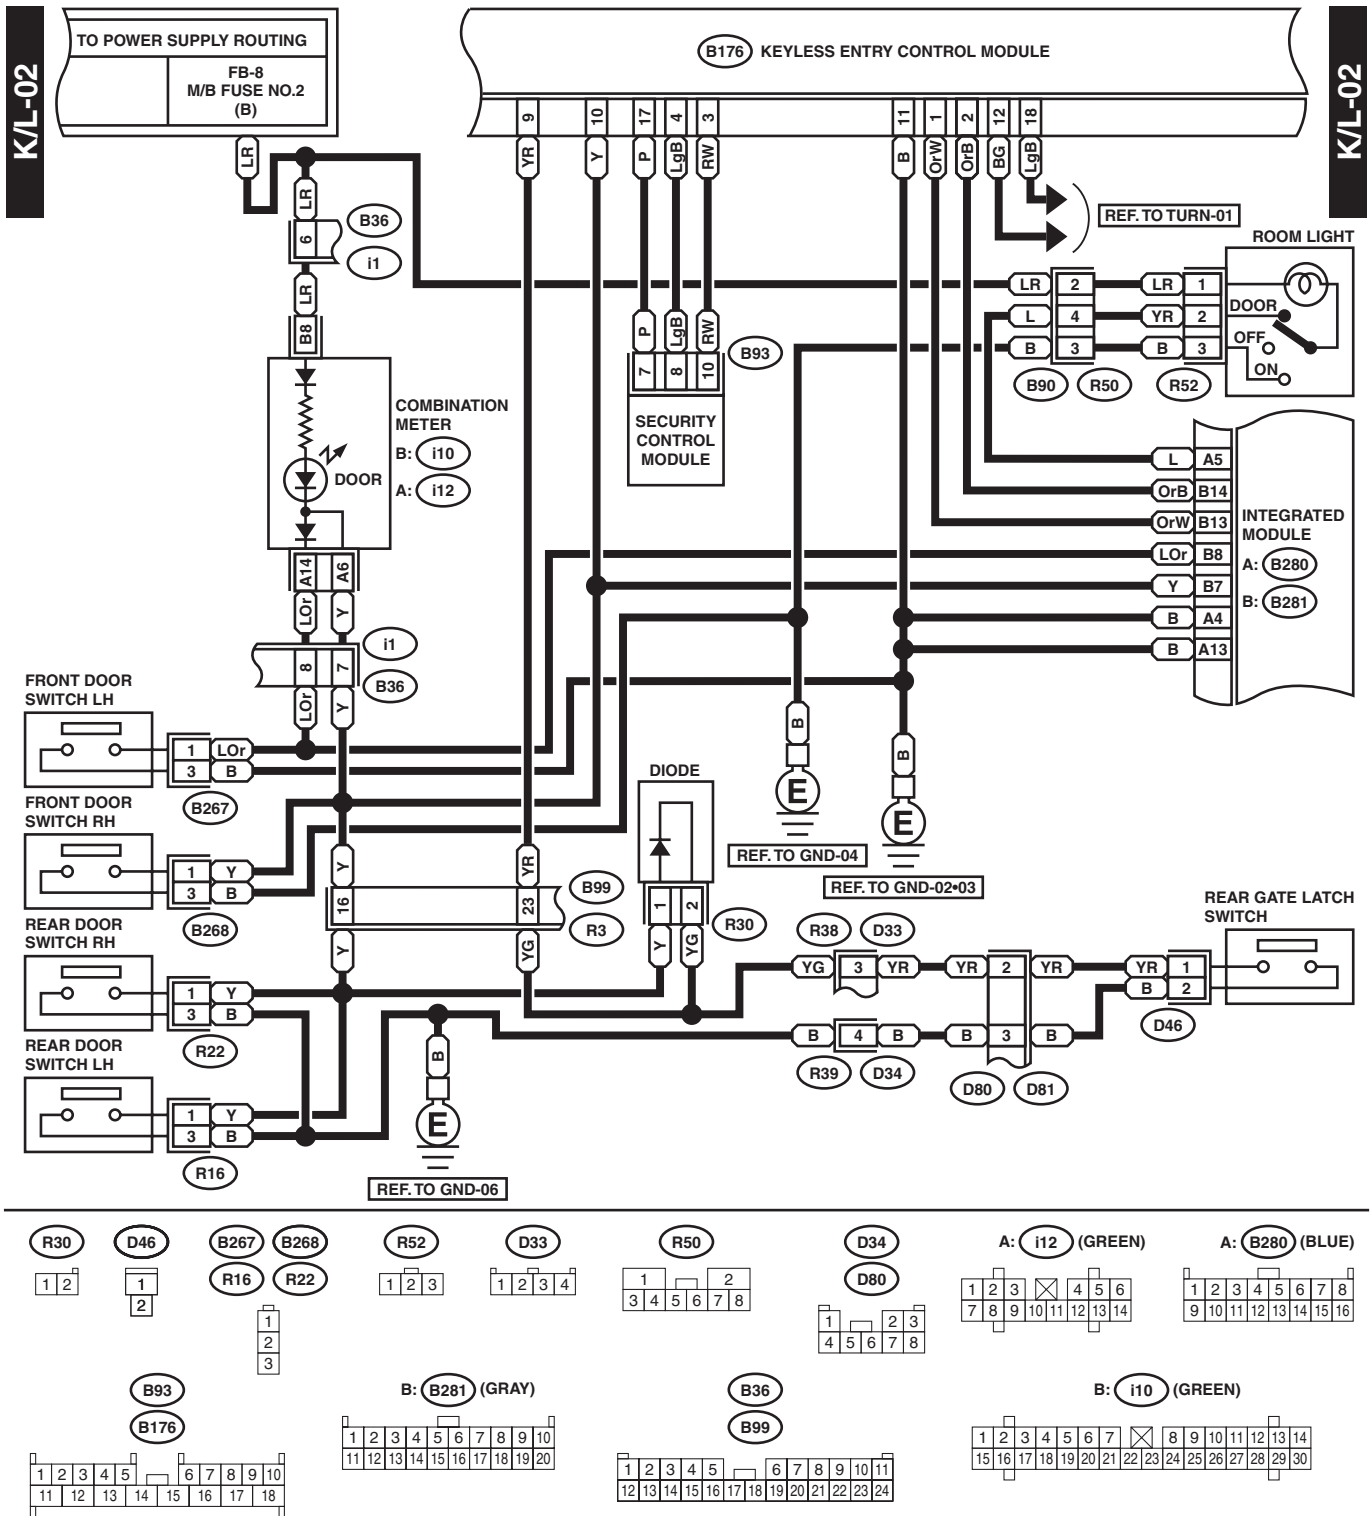 K/L-02
TO POWER SUPPLY ROUTING
FB-8
M/B FUSE NO.2
(B)
B176 KEYLESS ENTRY CONTROL MODULE
K/L-02
9 10 17 4 3 11 1 2 12 18
LR YR Y P LgB RW B OrW OrB BG LgB
LR
B36
6
i1
LR
B8
REF. TO TURN-01
ROOM LIGHT
LR 2 LR 1
L 4 YR 2
B 3 B 3
DOOR
OFF
ON
B90 R50 R52
P LgB RW
7 8 10
B93
SECURITY
CONTROL
MODULE
COMBINATION
METER
B: i10
A: i12
DOOR
A14 A6
LOr Y
i1
8 7
B36
LOr Y
L A5
OrB B14
OrW B13
LOr B8
Y B7
B A4
B A13
INTEGRATED
MODULE
A: B280
B: B281
FRONT DOOR
SWITCH LH
1 LOr
3 B
B267
FRONT DOOR
SWITCH RH
1 Y
3 B
B268
REAR DOOR
SWITCH RH
1 Y
3 B
R22
REAR DOOR
SWITCH LH
1 Y
3 B
R16
B
E
REF. TO GND-04
B
E
REF. TO GND-02•03
DIODE
1 2
R30
Y YG
Y YR
16 23
B99
R3
Y YG
B
E
REF. TO GND-06
R38 D33
YG 3 YR YR 2 YR YR 1
B 2
D46
B 4 B B 3 B
R39 D34
D80 D81
REAR GATE LATCH
SWITCH
R30
1 2
D46
1
2
B267 B268
R16 R22
1
2
3
R52
1 2 3
D33
1 2 3 4
R50
1 2
3 4 5 6 7 8
D34
D80
1 2 3
4 5 6 7 8
A: i12 (GREEN)
1 2 3 4 5 6
7 8 9 10 11 12 13 14
A: B280 (BLUE)
1 2 3 4 5 6 7 8
9 10 11 12 13 14 15 16
B93
B176
1 2 3 4 5 6 7 8 9 10
11 12 13 14 15 16 17 18
B: B281 (GRAY)
1 2 3 4 5 6 7 8 9 10
11 12 13 14 15 16 17 18 19 20
B36
B99
1 2 3 4 5 6 7 8 9 10 11
12 13 14 15 16 17 18 19 20 21 22 23 24
B: i10 (GREEN)
1 2 3 4 5 6 7 8 9 10 11 12 13 14
15 16 17 18 19 20 21 22 23 24 25 26 27 28 29 30